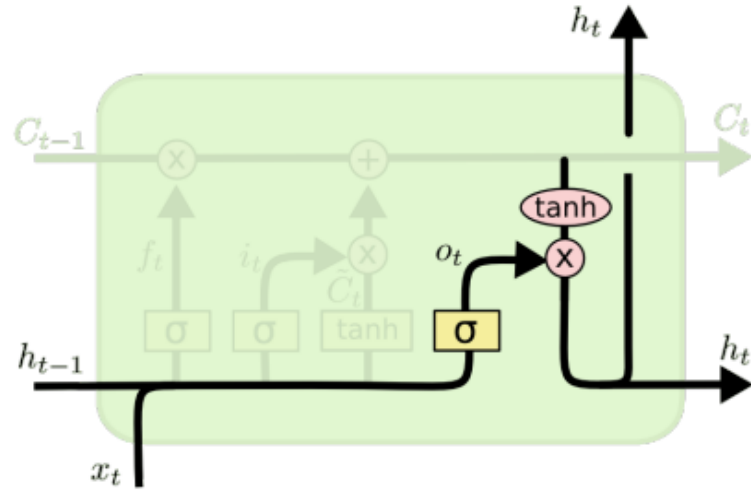 h_t
C_{t-1} C_t
x +
tanh
f_t i_t x o_t x
C̃_t
σ σ tanh σ
h_{t-1} h_t
x_t